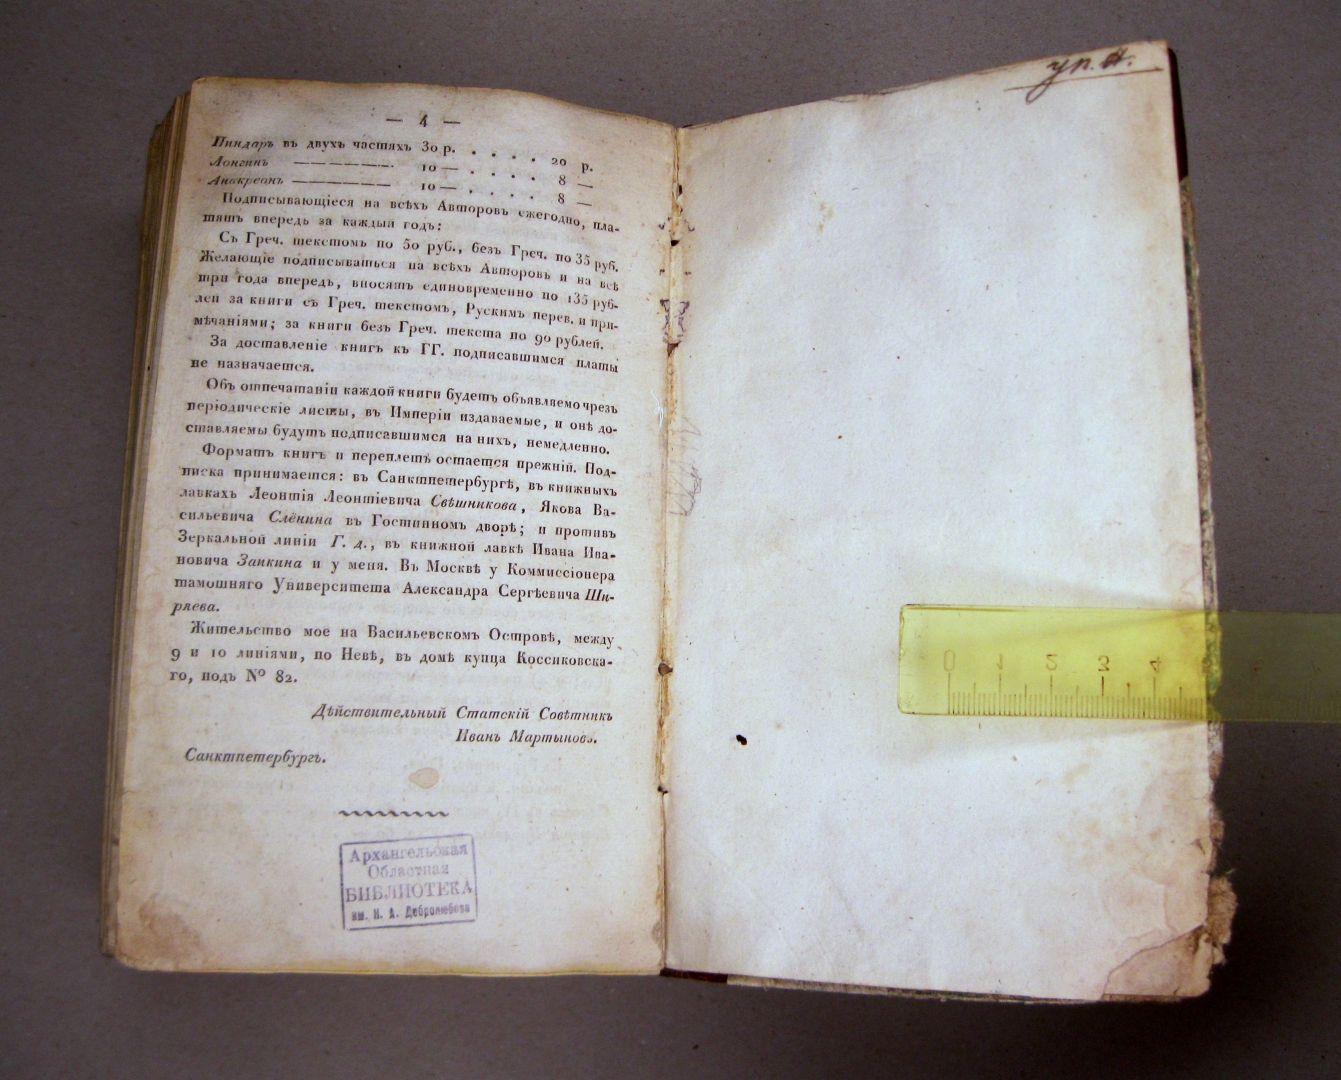 — 4 —
Пиндаръ въ двухъ частяхъ 30 р. . . . . 20 р.
Лонгинъ — — — — — — 10 — . . . . 8 —
Анакреонъ — — — — — — 10 — . . . . 8 —
Подписывающіеся на всѣхъ Авторовъ ежегодно, пла-
тятъ впередъ за каждый годъ:
Съ Греч. текстомъ по 50 руб., безъ Греч. по 35 руб.
Желающіе подписываться на всѣхъ Авторовъ и на всѣ
три года впередъ, вносятъ единовременно по 135 руб-
лей за книги съ Греч. текстомъ, Рускимъ перев. и при-
мѣчаніями; за книги безъ Греч. текста по 90 рублей.
За доставленіе книгъ къ ГГ. подписавшимся платы
не назначается.
Объ отпечатаніи каждой книги будетъ объявляемо чрезъ
періодическіе листы, въ Имперіи издаваемые, и онѣ до-
ставляемы будутъ подписавшимся на нихъ, немедленно.
Форматъ книгъ и переплетъ остается прежній. Под-
писка принимается: въ Санктпетербургѣ, въ книжныхъ
лавкахъ Леонтія Леонтіевича Свѣшникова, Якова Ва-
сильевича Слёнина въ Гостинномъ дворѣ; и противъ
Зеркальной линіи Г. д., въ книжной лавкѣ Ивана Ива-
новича Заикина и у меня. Въ Москвѣ у Коммиссіонера
тамошняго Университета Александра Сергѣевича Ши-
ряева.
Жительство мое на Васильевскомъ Островѣ, между
9 и 10 линіями, по Невѣ, въ домѣ купца Коссиковска-
го, подъ № 82.
Дѣйствительный Статскій Совѣтникъ
Иванъ Мартыновъ.
Санктпетербургъ.
Архангельская
Областная
БИБЛИОТЕКА
им. Н. А. Добролюбова
0 1 2 3 4